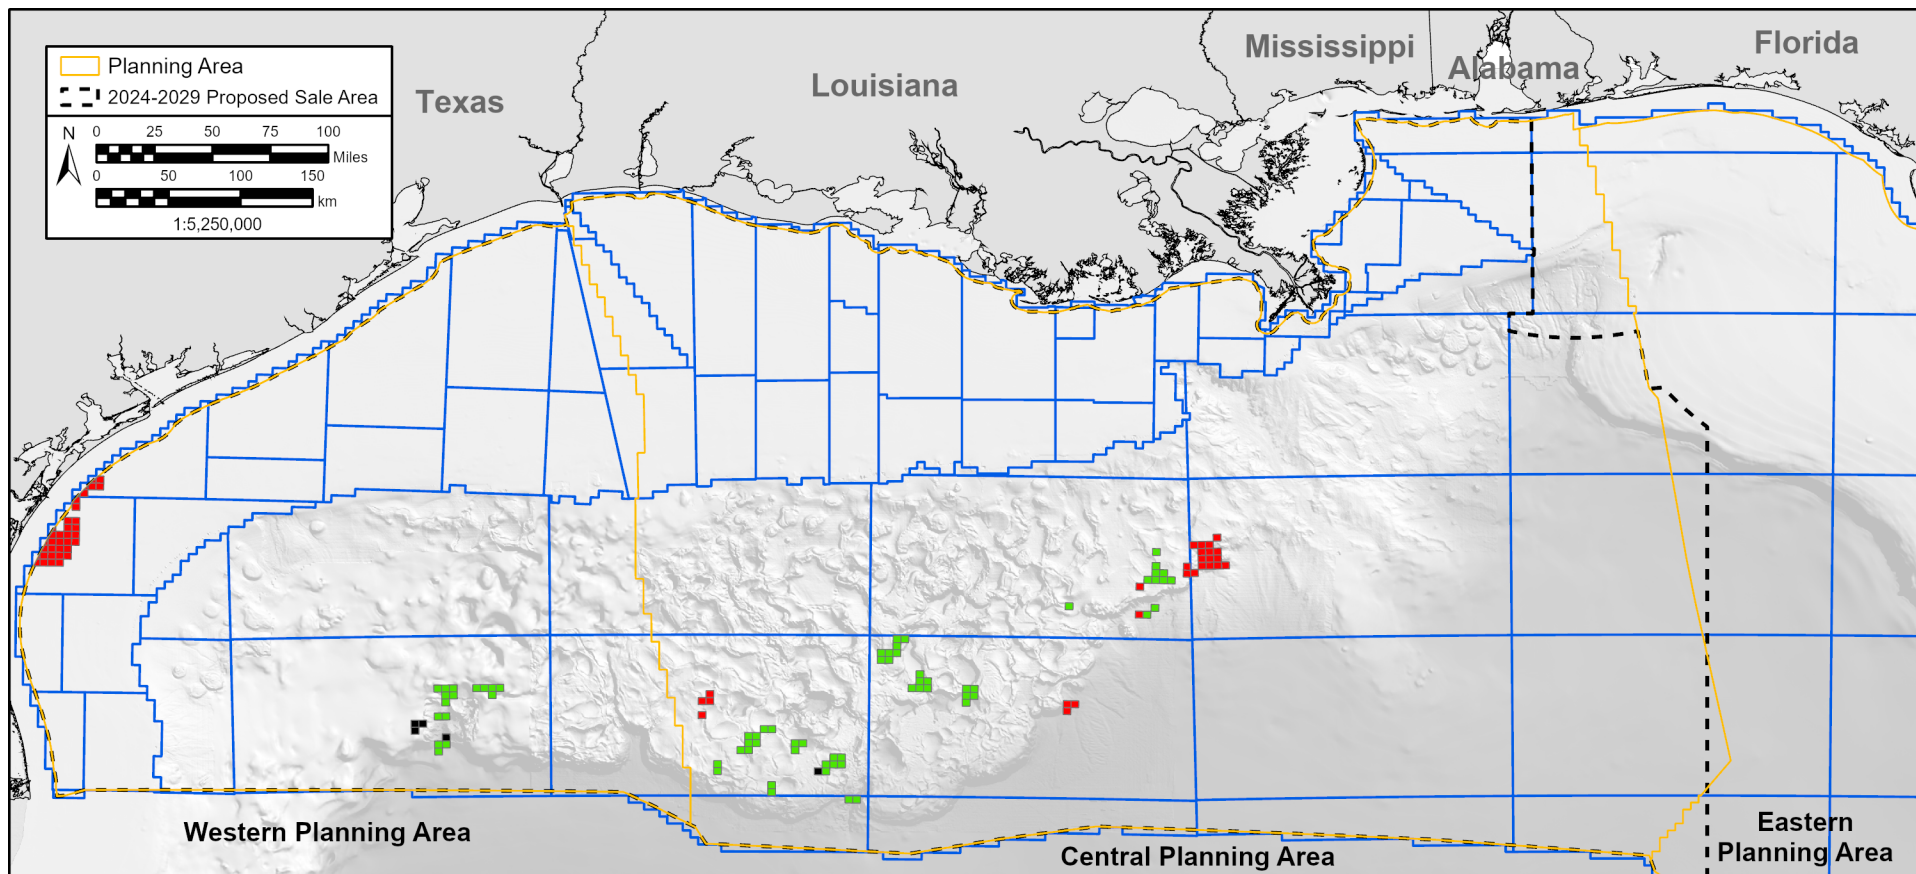 Planning Area
2024-2029 Proposed Sale Area
N
0 25 50 75 100
Miles
0 50 100 150
km
1:5,250,000
Texas
Louisiana
Mississippi
Alabama
Florida
Western Planning Area
Central Planning Area
Eastern
Planning Area